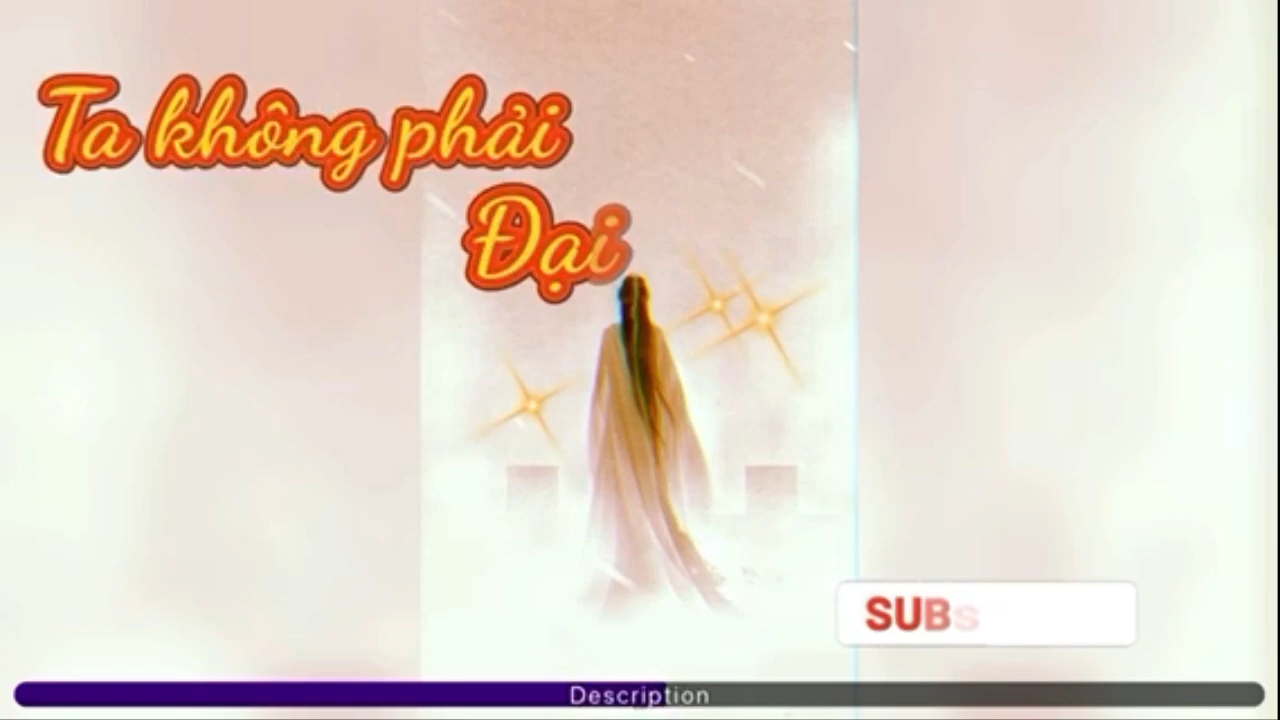 Ta không phải
Đại
SUBS
Description